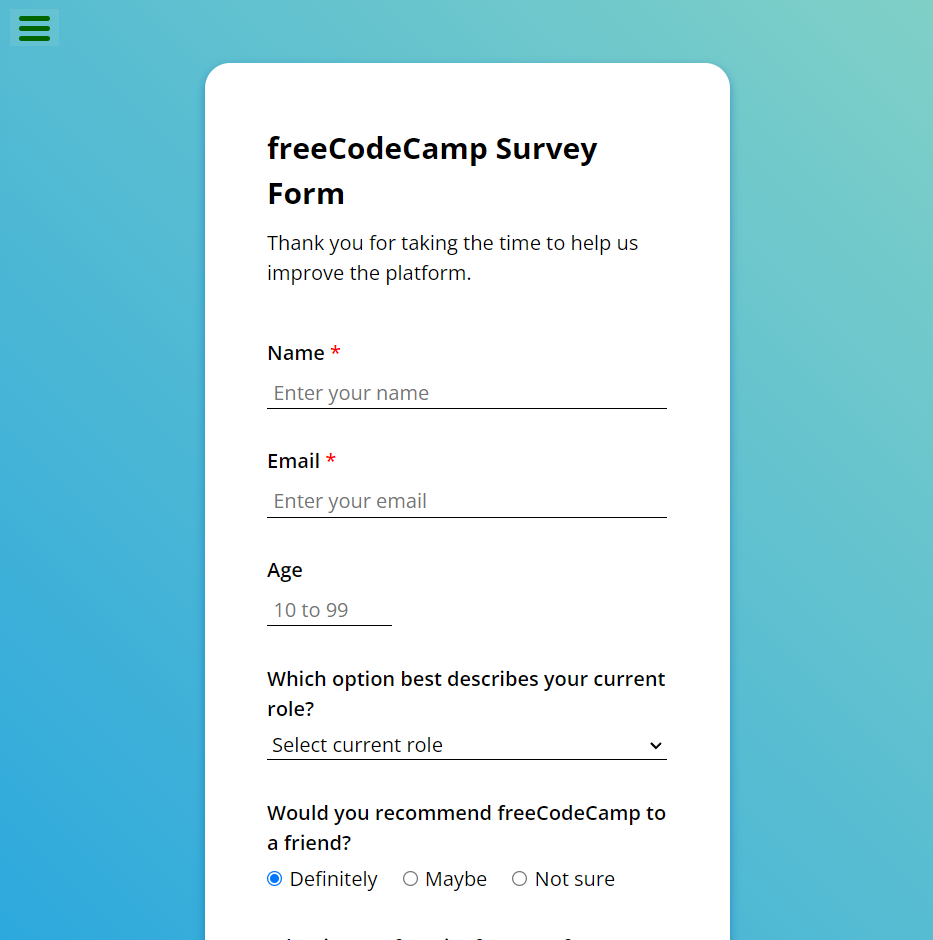 freeCodeCamp Survey
Form
Thank you for taking the time to help us
improve the platform.
Name *
Enter your name
Email *
Enter your email
Age
10 to 99
Which option best describes your current
role?
Select current role
Would you recommend freeCodeCamp to
a friend?
Definitely Maybe Not sure